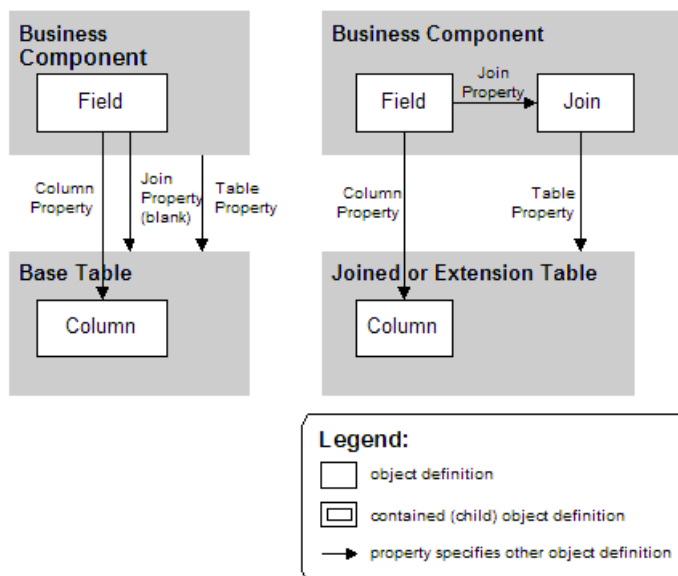 Business
Component
Field
Column
Property
Join
Property
(blank)
Table
Property
Base Table
Column
Business Component
Field
Join
Property
Join
Column
Property
Table
Property
Joined or Extension Table
Column
Legend:
object definition
contained (child) object definition
property specifies other object definition